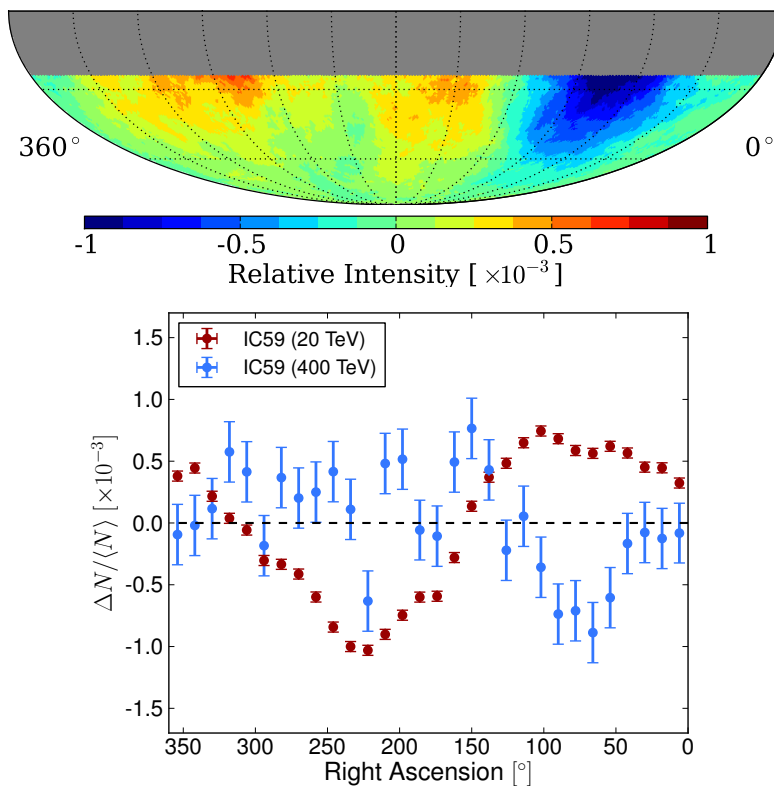 360° 0°
-1 -0.5 0 0.5 1
Relative Intensity [ ×10⁻³]
IC59 (20 TeV)
IC59 (400 TeV)
1.5
1.0
0.5
0.0
-0.5
-1.0
-1.5
ΔN/⟨N⟩ [×10⁻³]
350 300 250 200 150 100 50 0
Right Ascension [°]